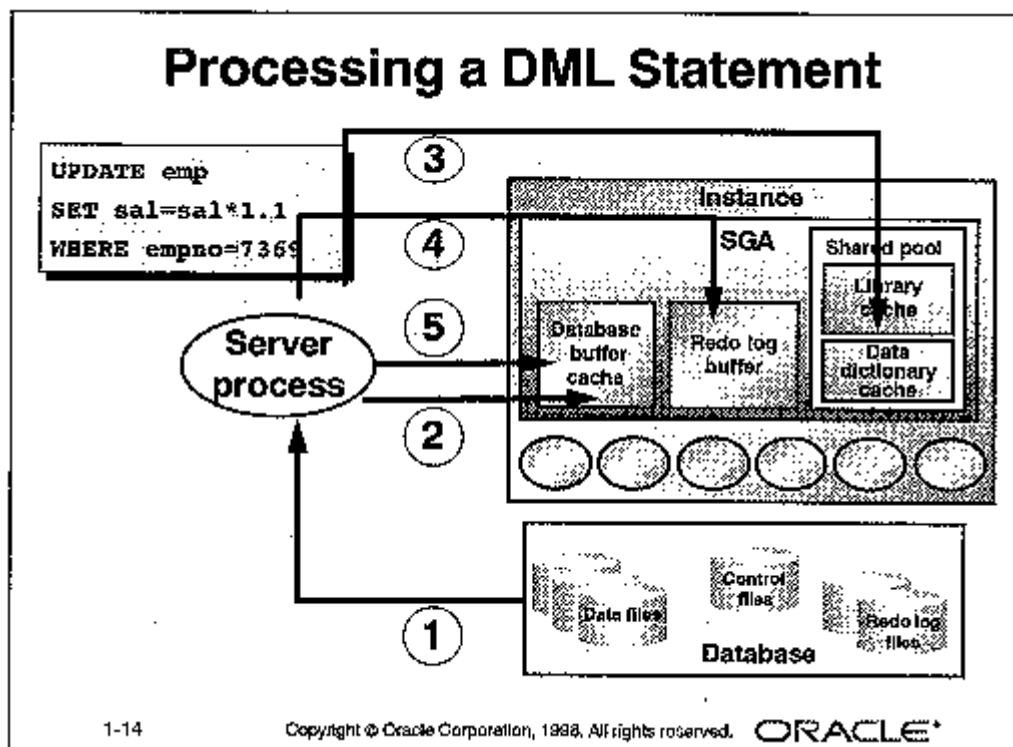 Processing a DML Statement
UPDATE emp
SET sal=sal*1.1
WHERE empno=7369
3
4
5
2
1
Server
process
Instance
SGA
Shared pool
Library
cache
Database
buffer
cache
Redo log
buffer
Data
dictionary
cache
Data files
Control
files
Redo log
files
Database
1-14
Copyright © Oracle Corporation, 1998. All rights reserved.
ORACLE